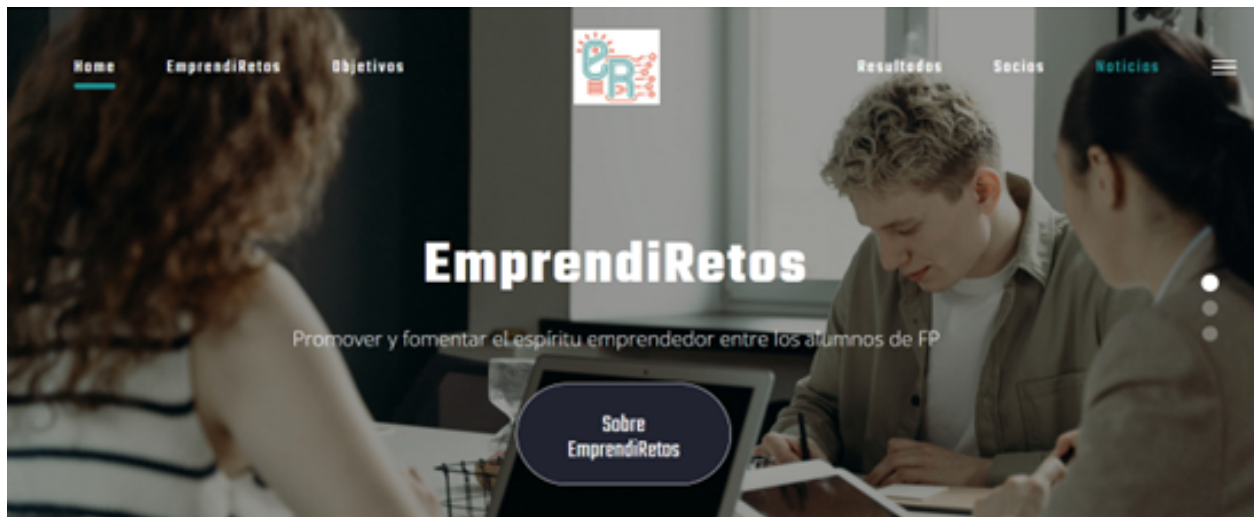 Home
EmprendiRetos
Objetivos
eR
Resultados
Socios
Noticias
EmprendiRetos
Promover y fomentar el espíritu emprendedor entre los alumnos de FP
Sobre
EmprendiRetos